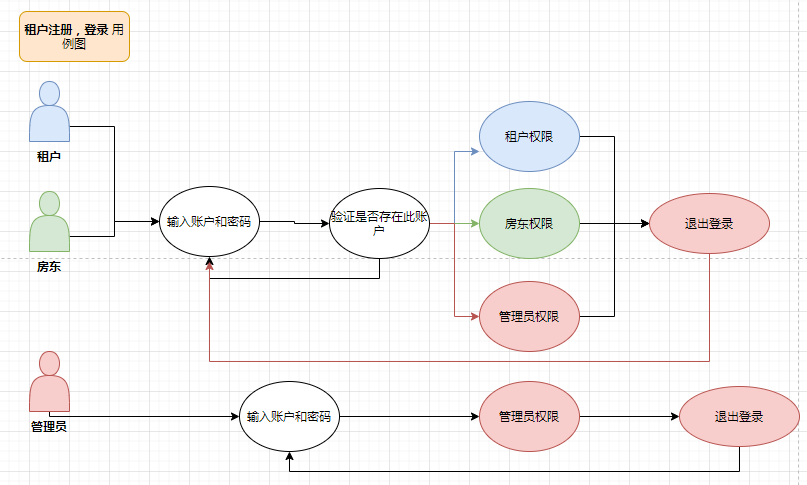 租户注册，登录 用
例图
租户
租户权限
房东
输入账户和密码
验证是否存在此账
户
房东权限
退出登录
管理员权限
管理员
输入账户和密码
管理员权限
退出登录